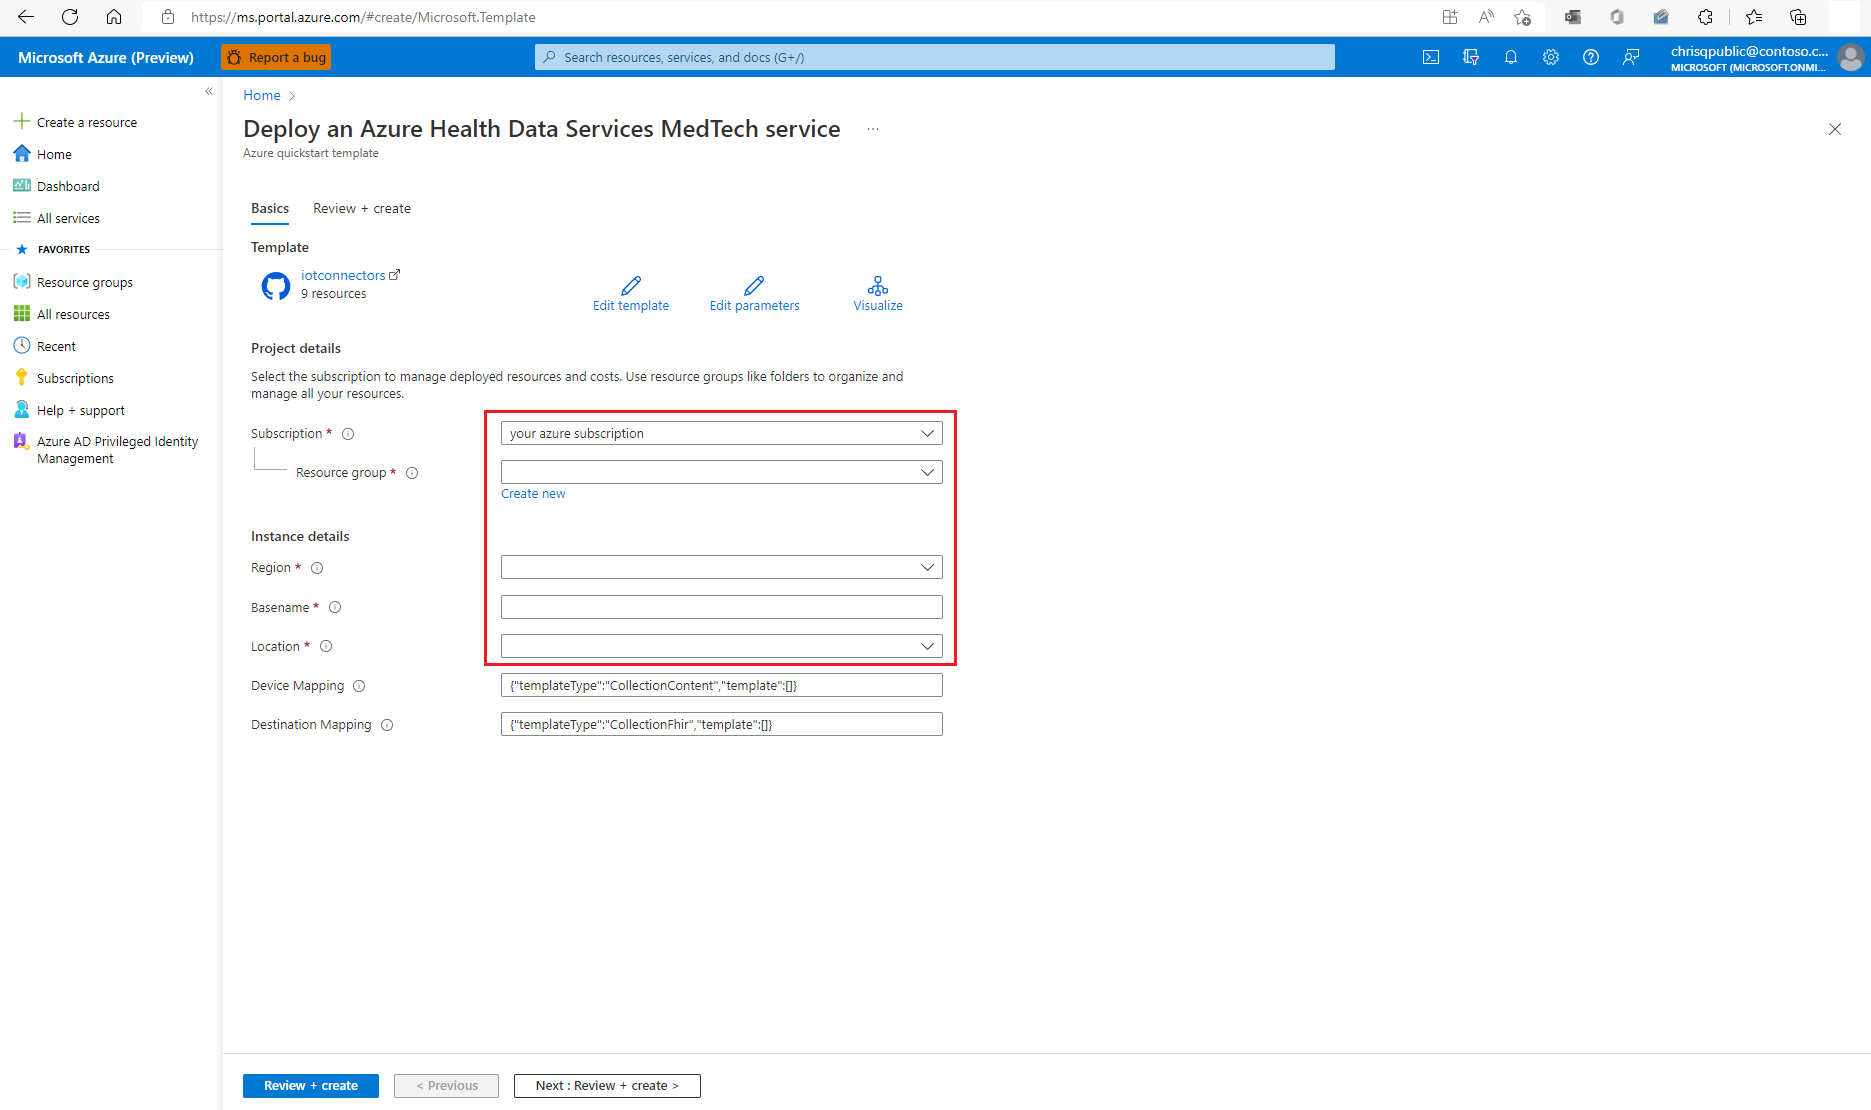 https://ms.portal.azure.com/#create/Microsoft.Template
Microsoft Azure (Preview)
Report a bug
Search resources, services, and docs (G+/)
chrisqpublic@contoso.c...
MICROSOFT (MICROSOFT.ONMI...
«
Create a resource
Home
Dashboard
All services
FAVORITES
Resource groups
All resources
Recent
Subscriptions
Help + support
Azure AD Privileged Identity
Management
Home >
Deploy an Azure Health Data Services MedTech service ...
Azure quickstart template
Basics
Review + create
Template
iotconnectors
9 resources
Edit template
Edit parameters
Visualize
Project details
Select the subscription to manage deployed resources and costs. Use resource groups like folders to organize and
manage all your resources.
Subscription *
your azure subscription
Resource group *
Create new
Instance details
Region *
Basename *
Location *
Device Mapping
{"templateType":"CollectionContent","template":[]}
Destination Mapping
{"templateType":"CollectionFhir","template":[]}
Review + create
< Previous
Next : Review + create >